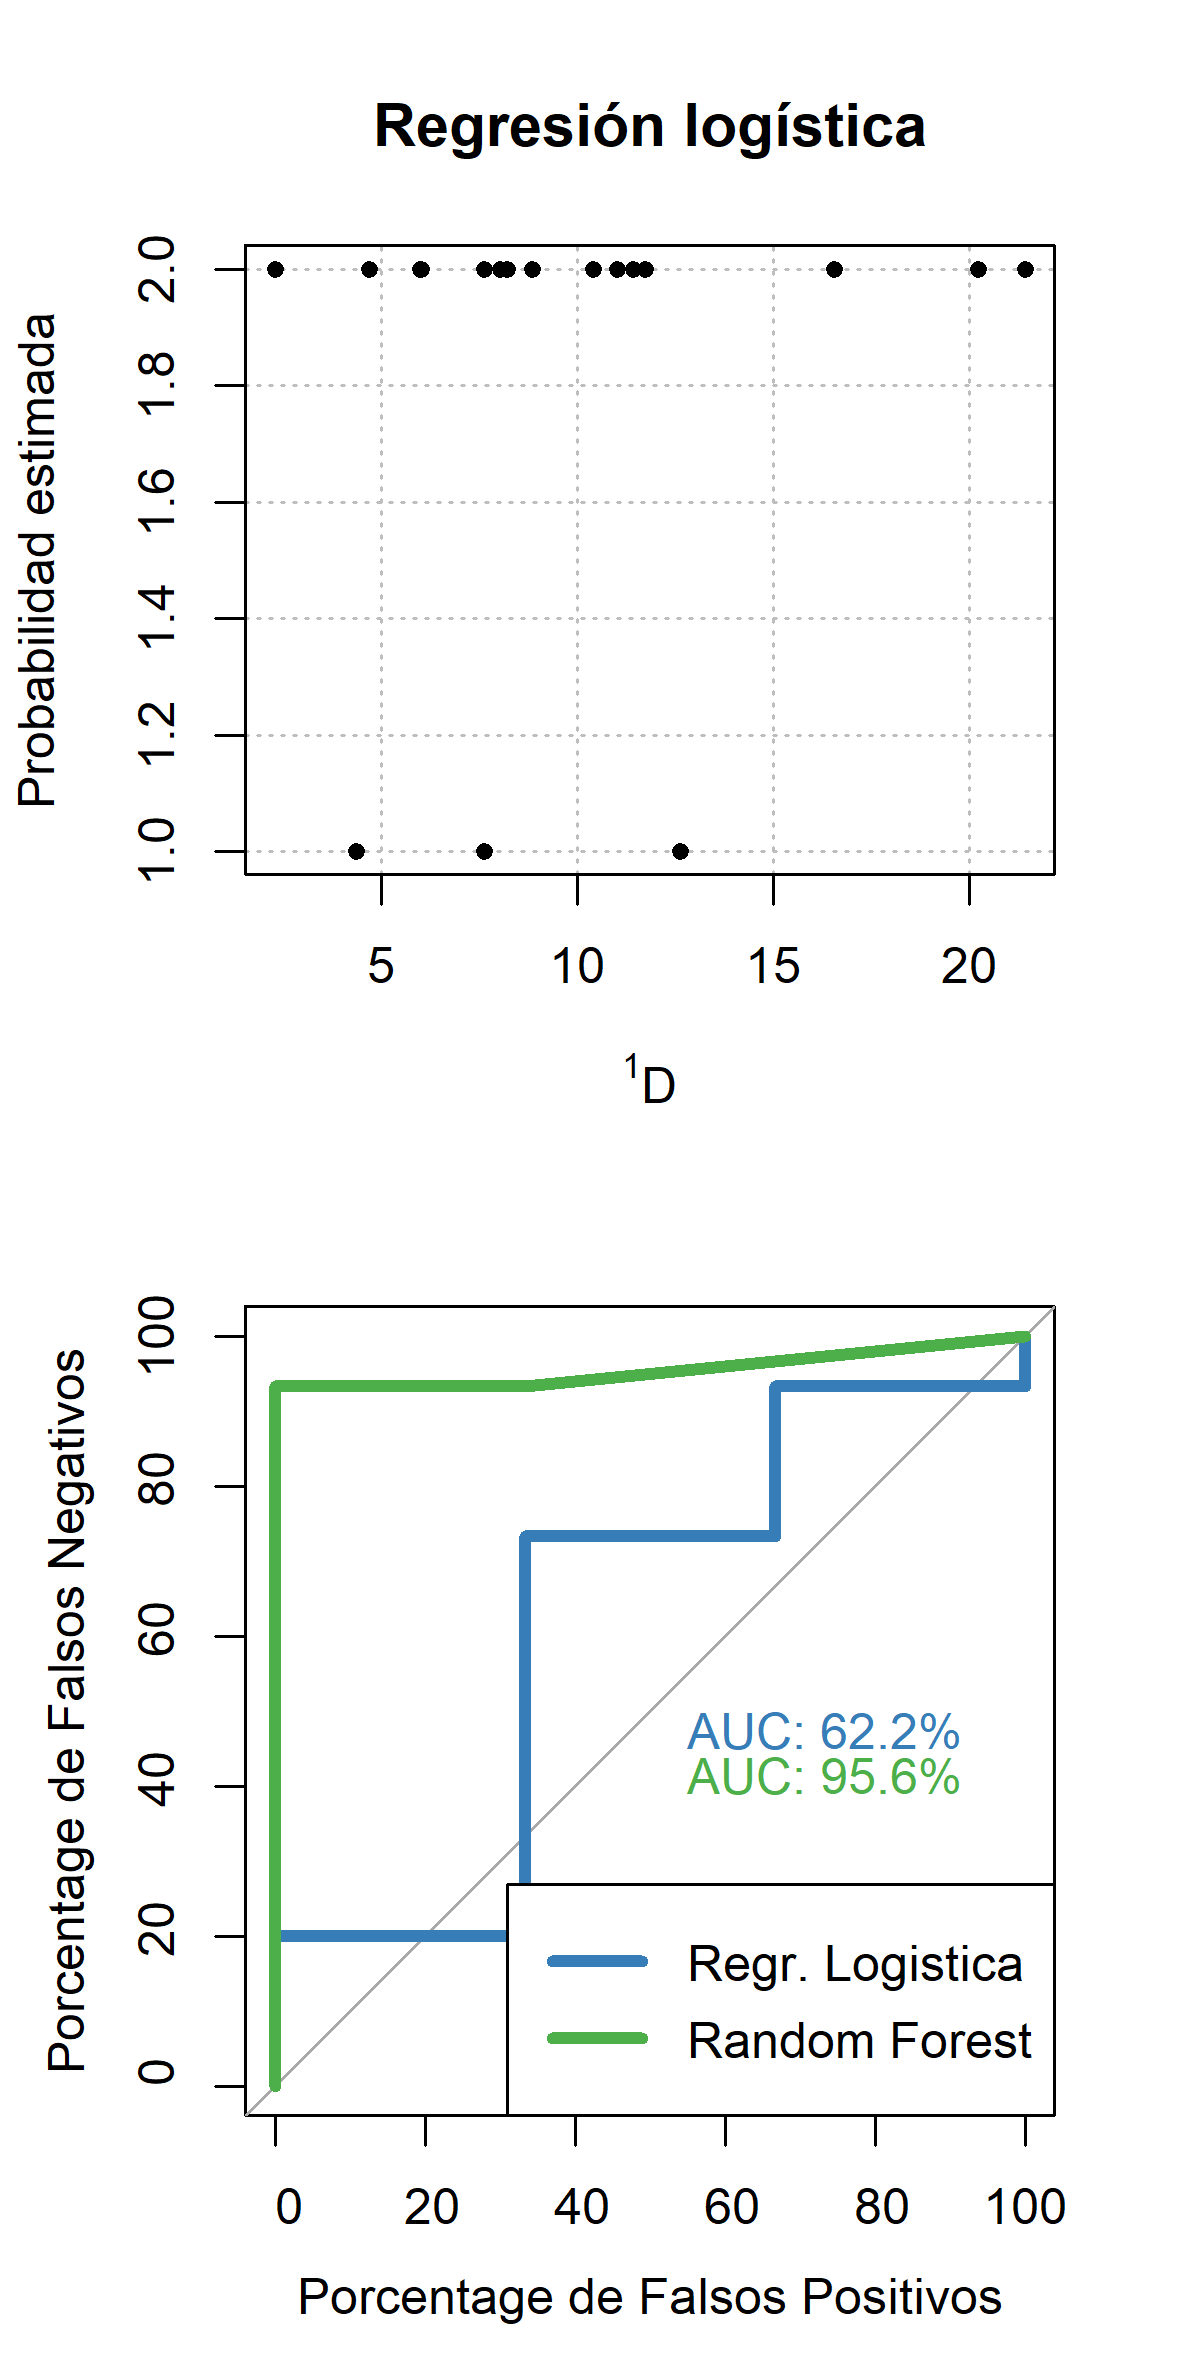 Regresión logística
Probabilidad estimada
2.0
1.8
1.6
1.4
1.2
1.0
5 10 15 20
¹D
Porcentage de Falsos Negativos
100
80
60
40
20
0
AUC: 62.2%
AUC: 95.6%
Regr. Logistica
Random Forest
0 20 40 60 80 100
Porcentage de Falsos Positivos